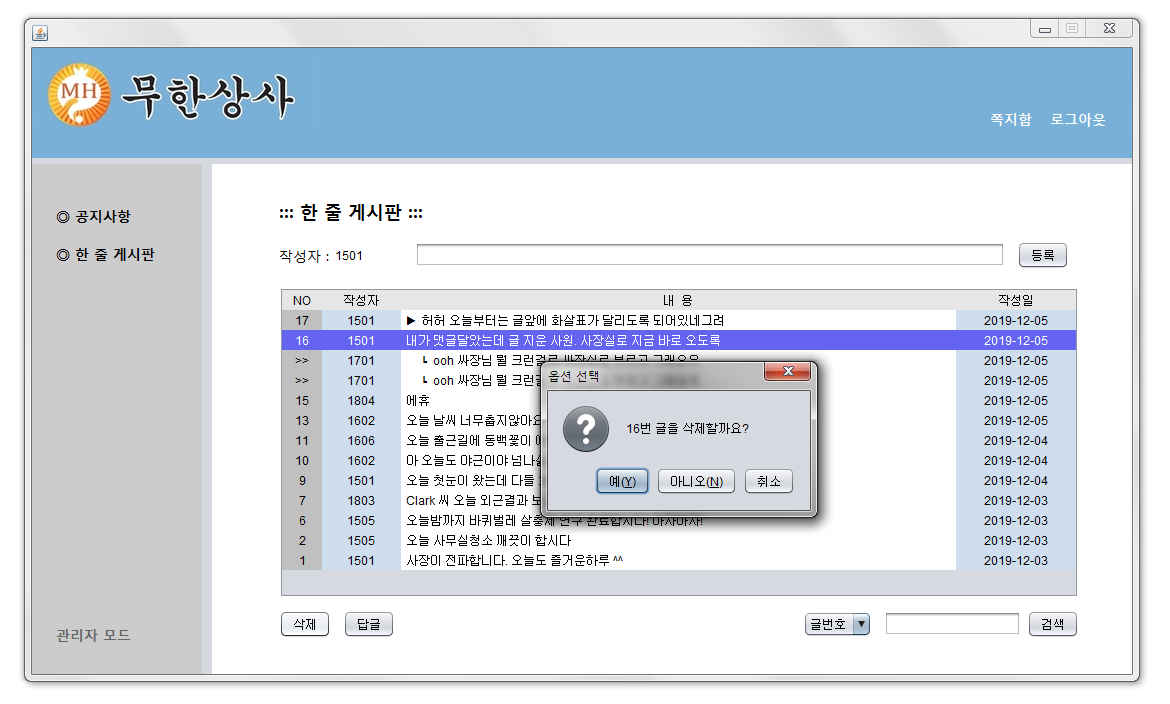 MH 무한상사
쪽지함 로그아웃
◎ 공지사항
◎ 한 줄 게시판
관리자 모드
::: 한 줄 게시판 :::
작성자 : 1501 등록
NO 작성자 내 용 작성일
17 1501 ▶ 허허 오늘부터는 글앞에 화살표가 달리도록 되어있네그려 2019-12-05
16 1501 내가 댓글달았는데 글 지운 사원. 사장실로 지금 바로 오도록 2019-12-05
>> 1701 ┗ ooh 싸장님 뭘 크런걸로 싸장실로 부르고 그래요우 2019-12-05
>> 1701 ┗ ooh 싸장님 뭘 크런 2019-12-05
15 1804 에휴 2019-12-05
13 1602 오늘 날씨 너무춥지않아요 2019-12-05
11 1606 오늘 출근길에 동백꽃이 2019-12-04
10 1602 아 오늘도 야근이야 넘나 2019-12-04
9 1501 오늘 첫눈이 왔는데 다들 2019-12-04
7 1803 Clark 씨 오늘 외근결과 보 2019-12-03
6 1505 오늘밤까지 바퀴벌레 살충제 연구 완료합시다! 아자아자! 2019-12-03
2 1505 오늘 사무실청소 깨끗이 합시다 2019-12-03
1 1501 사장이 전파합니다. 오늘도 즐거운하루 ^^ 2019-12-03
옵션 선택
16번 글을 삭제할까요?
예(Y) 아니오(N) 취소
삭제 답글 글번호 ▼ 검색